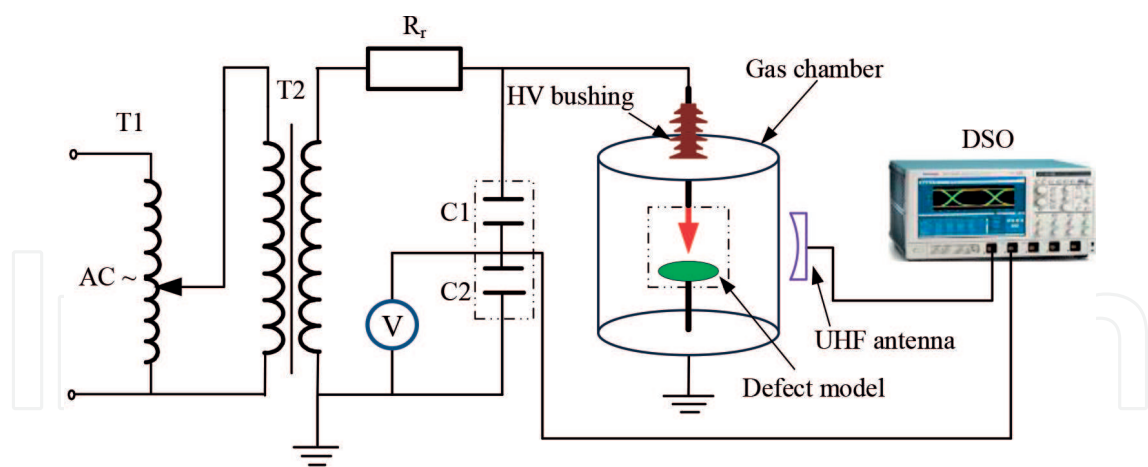 Rr
Gas chamber
T2
HV bushing
T1
DSO
C1
AC ~
C2
V
UHF antenna
Defect model